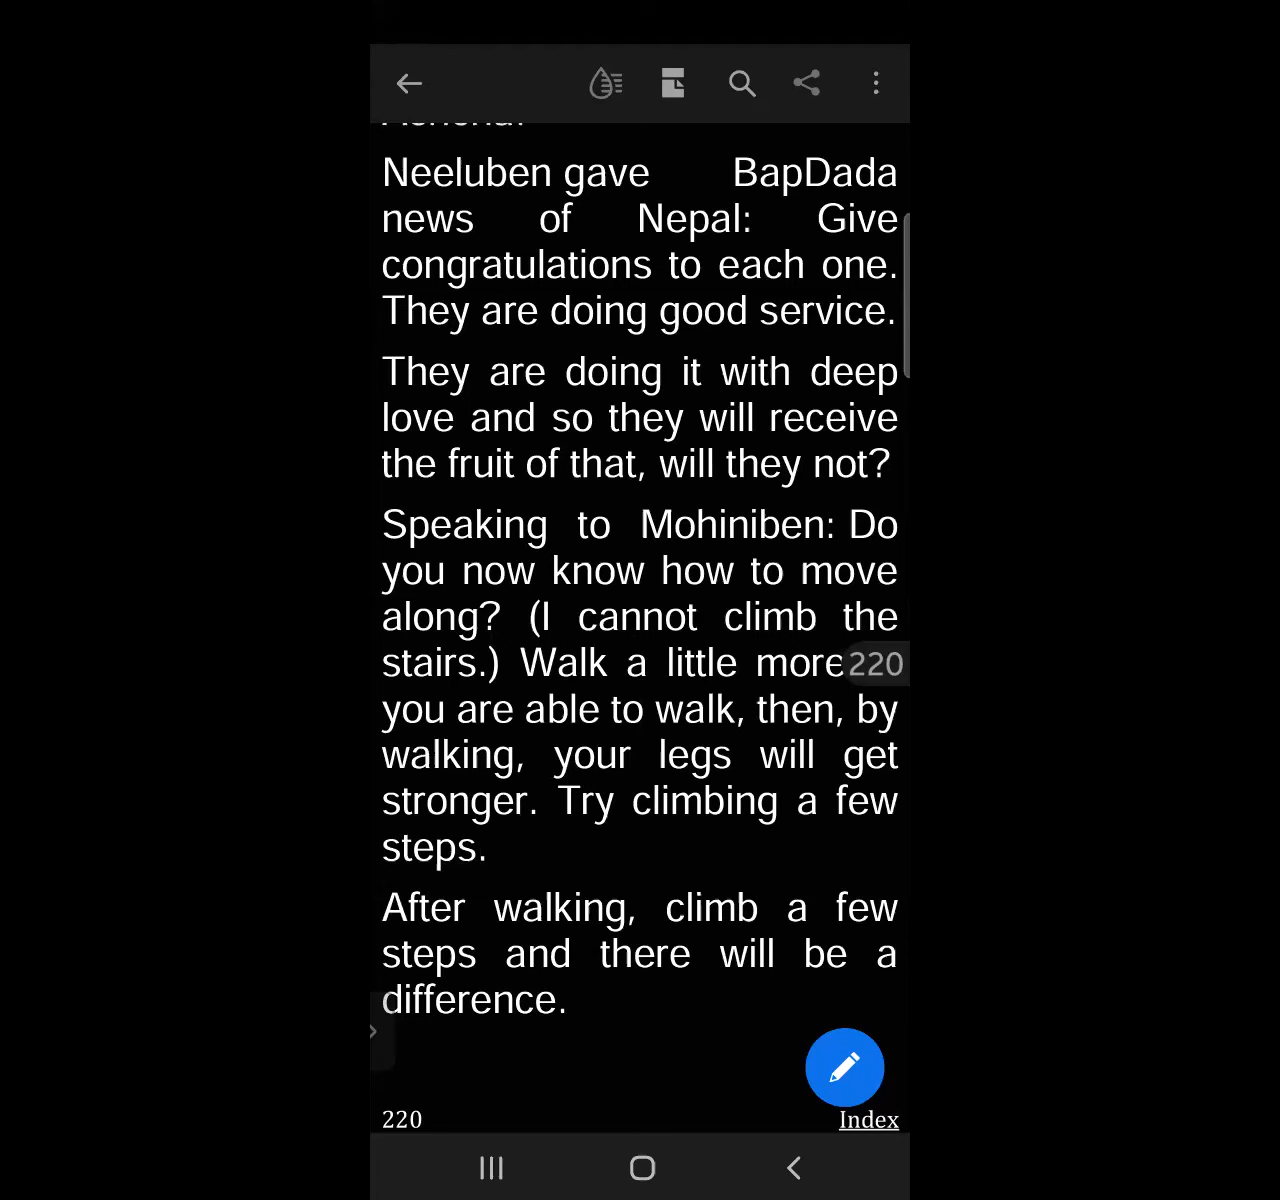 Neeluben gave BapDada
news of Nepal: Give
congratulations to each one.
They are doing good service.
They are doing it with deep
love and so they will receive
the fruit of that, will they not?
Speaking to Mohiniben: Do
you now know how to move
along? (I cannot climb the
stairs.) Walk a little more
220
you are able to walk, then, by
walking, your legs will get
stronger. Try climbing a few
steps.
After walking, climb a few
steps and there will be a
difference.
220 Index